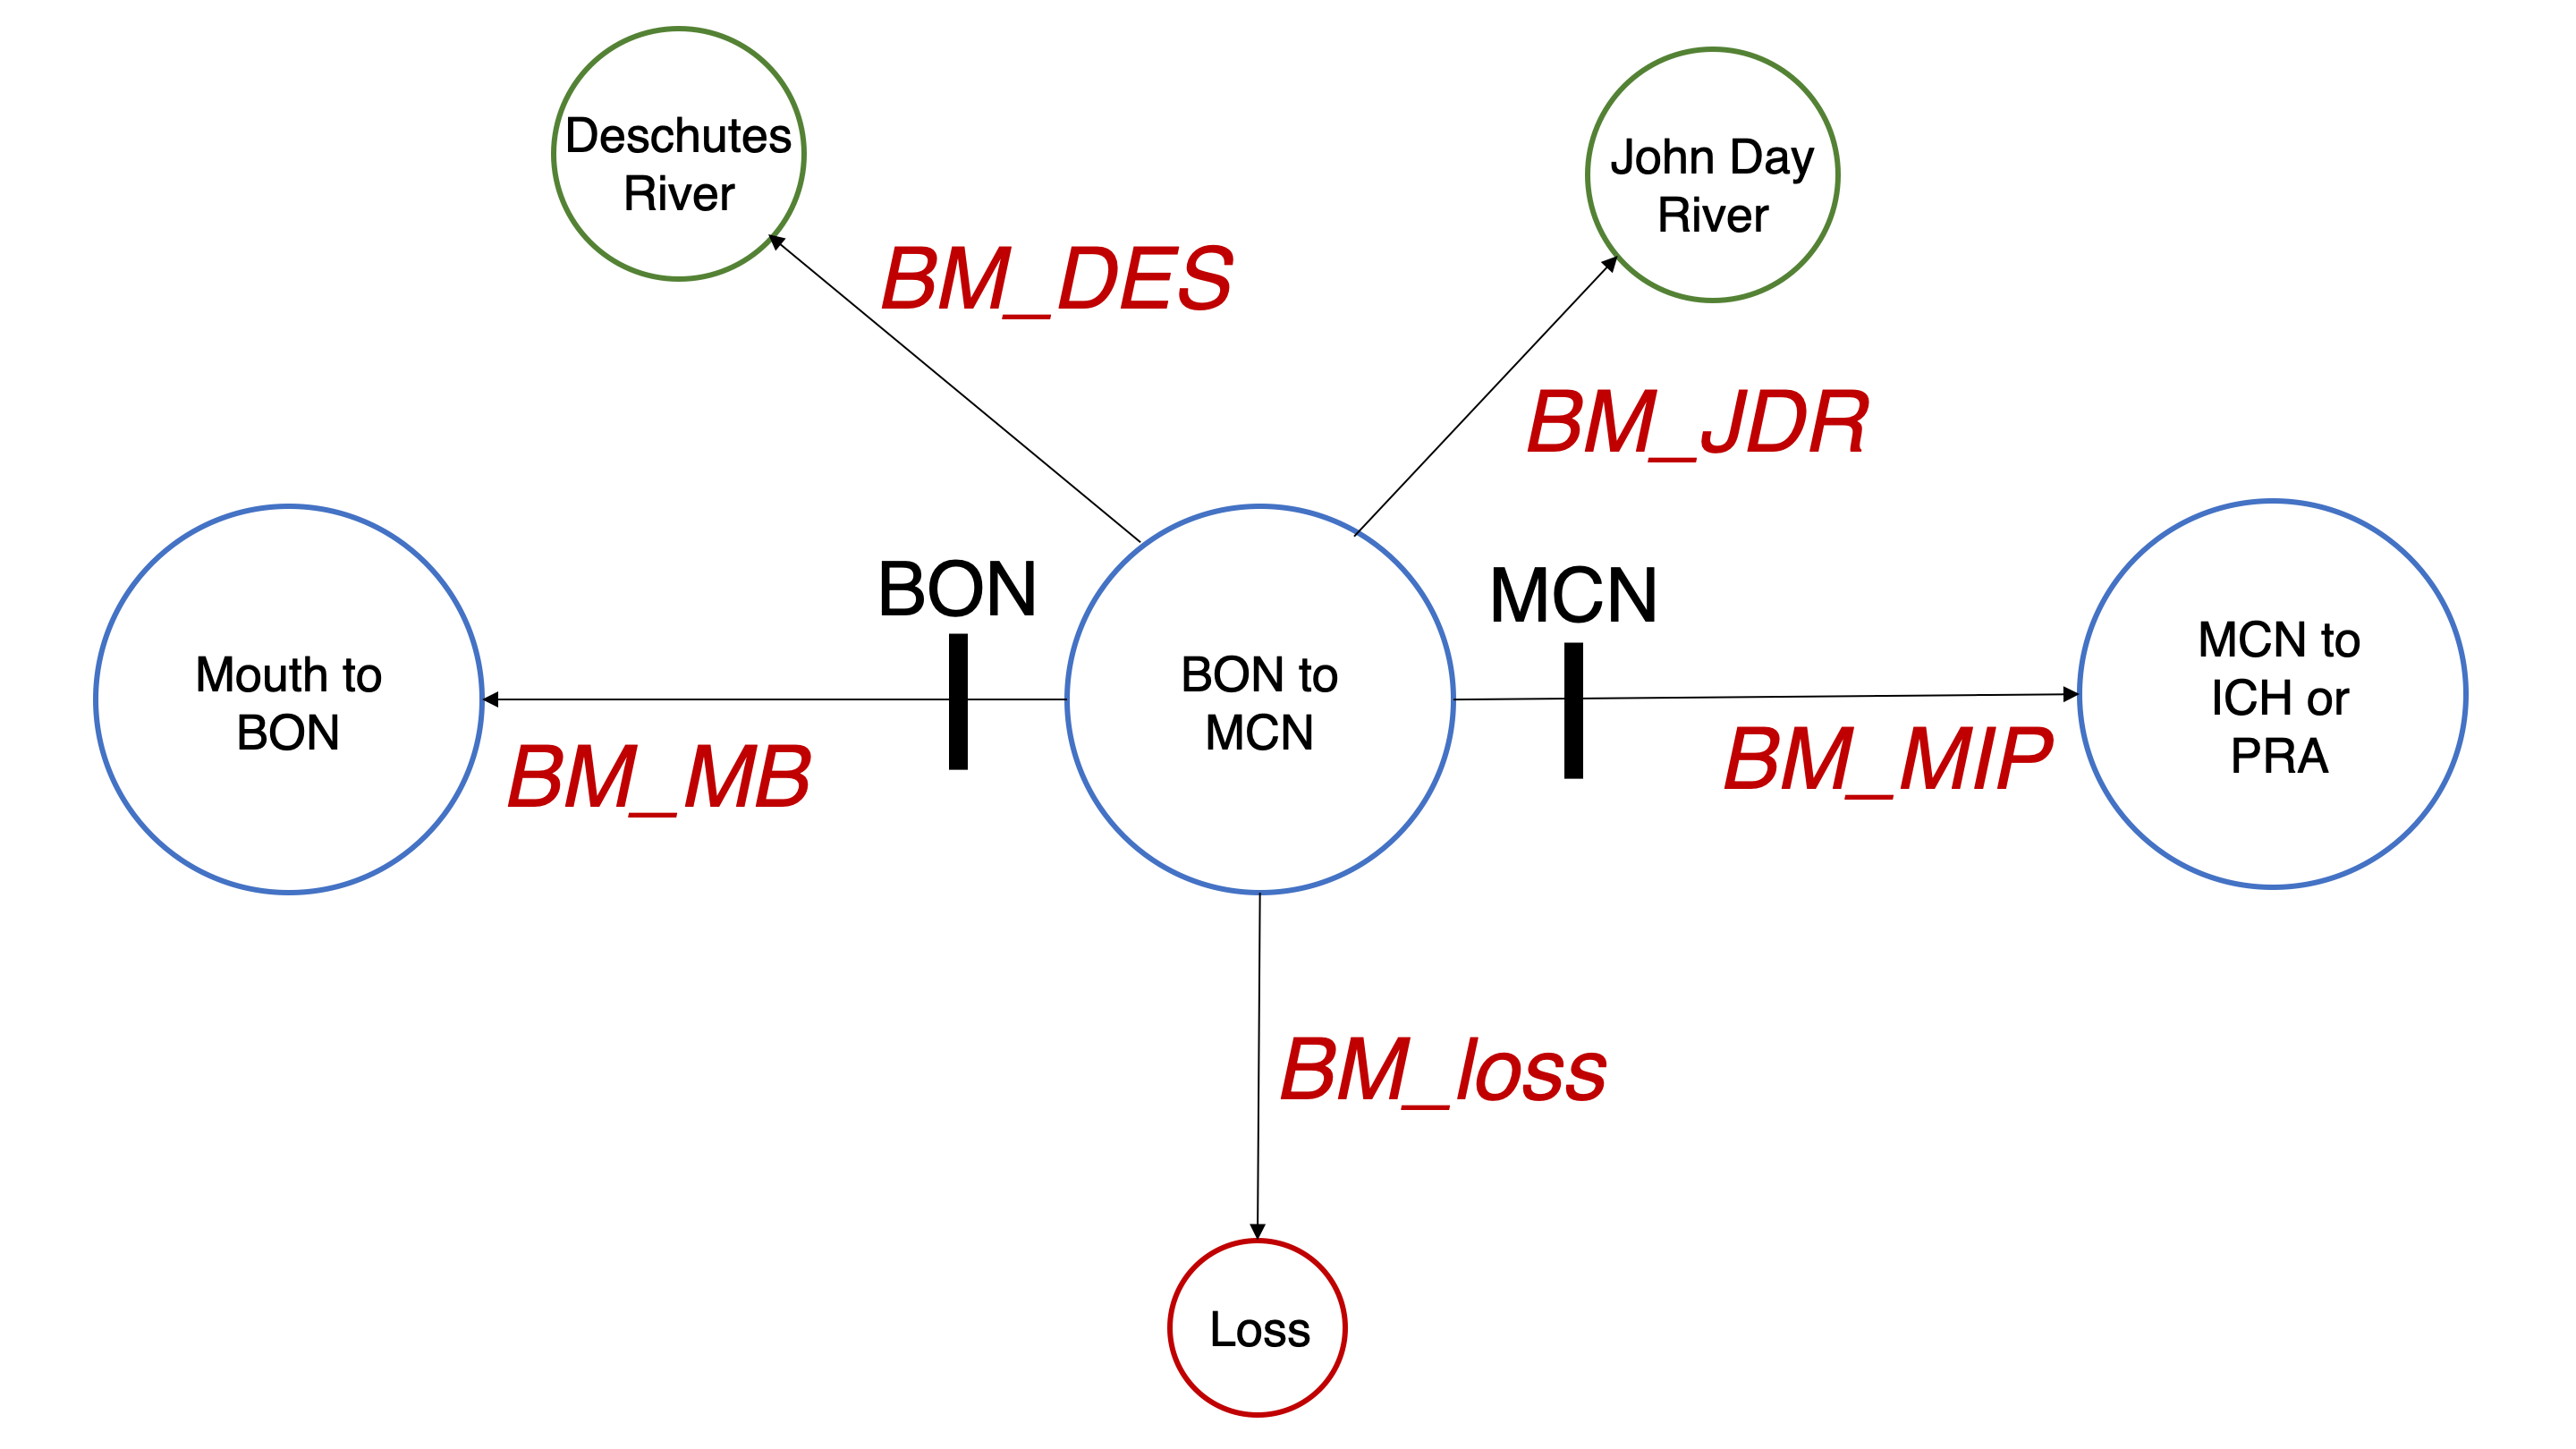 Deschutes
River
John Day
River
BM_DES
BM_JDR
BON
MCN
Mouth to
BON
BON to
MCN
MCN to
ICH or
PRA
BM_MB
BM_MIP
BM_loss
Loss